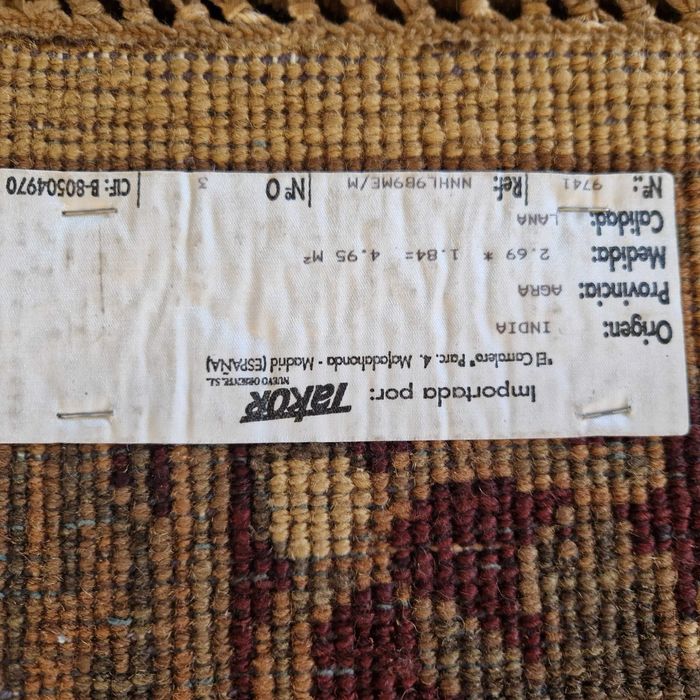 Importada por: TakOR
NUEVO ORIENTE, S.L.
"El Carralero" Parc. 4. Majadahonda - Madrid (ESPAÑA)
Origen: INDIA
Provincia: AGRA
Medida: 2.69 * 1.84= 4.95 M²
Calidad: LANA
Nº.: 9741 Ref.: NNHL9B9ME/M Nº O 3 CIF: B-80504970